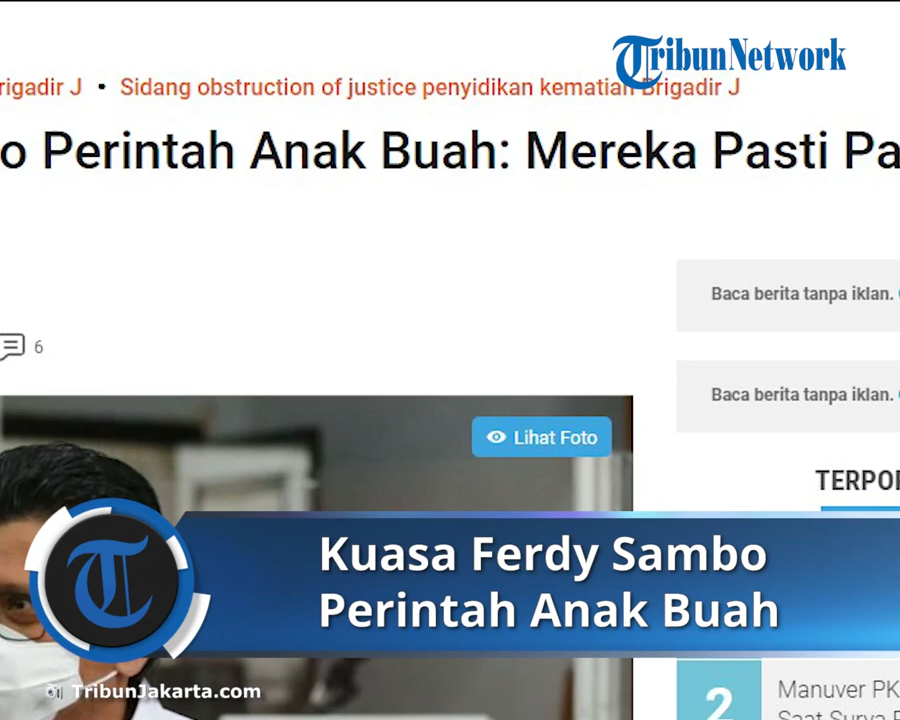 TribunNetwork
rigadir J • Sidang obstruction of justice penyidikan kematian Brigadir J
o Perintah Anak Buah: Mereka Pasti Pa
Baca berita tanpa iklan.
6
Baca berita tanpa iklan.
Lihat Foto
TERPO
Kuasa Ferdy Sambo
Perintah Anak Buah
TribunJakarta.com
2
Manuver PK
Saat Surya P